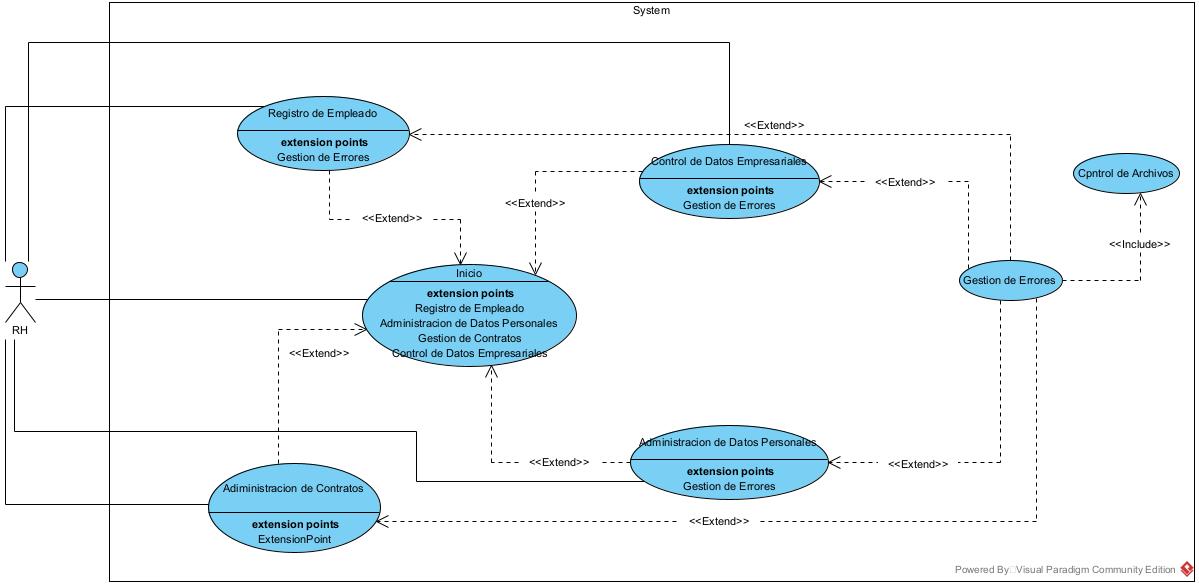 System
<<Extend>>
Registro de Empleado
extension points
Gestion de Errores
Control de Datos Empresariales
extension points
Gestion de Errores
<<Extend>>
Cpntrol de Archivos
<<Extend>>
<<Extend>>
<<Include>>
Inicio
extension points
Registro de Empleado
Administracion de Datos Personales
Gestion de Contratos
Control de Datos Empresariales
Gestion de Errores
RH
<<Extend>>
Administracion de Datos Personales
extension points
Gestion de Errores
<<Extend>>
<<Extend>>
Adiministracion de Contratos
extension points
ExtensionPoint
<<Extend>>
Powered By Visual Paradigm Community Edition